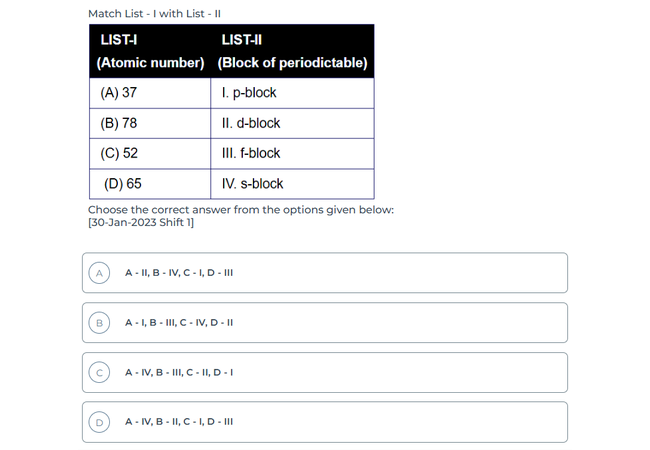 Match List - I with List - II
LIST-I LIST-II
(Atomic number) (Block of periodictable)
(A) 37 I. p-block
(B) 78 II. d-block
(C) 52 III. f-block
(D) 65 IV. s-block
Choose the correct answer from the options given below:
[30-Jan-2023 Shift 1]
A A - II, B - IV, C - I, D - III
B A - I, B - III, C - IV, D - II
C A - IV, B - III, C - II, D - I
D A - IV, B - II, C - I, D - III